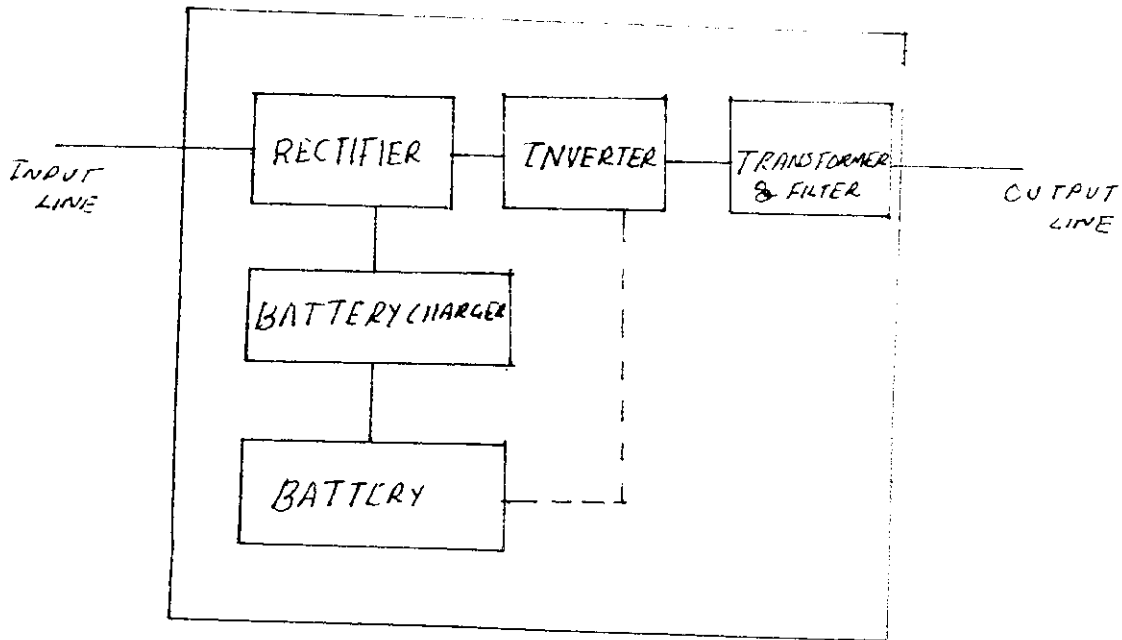 INPUT
LINE
RECTIFIER
INVERTER
TRANSFORMER
& FILTER
OUTPUT
LINE
BATTERY CHARGER
BATTERY